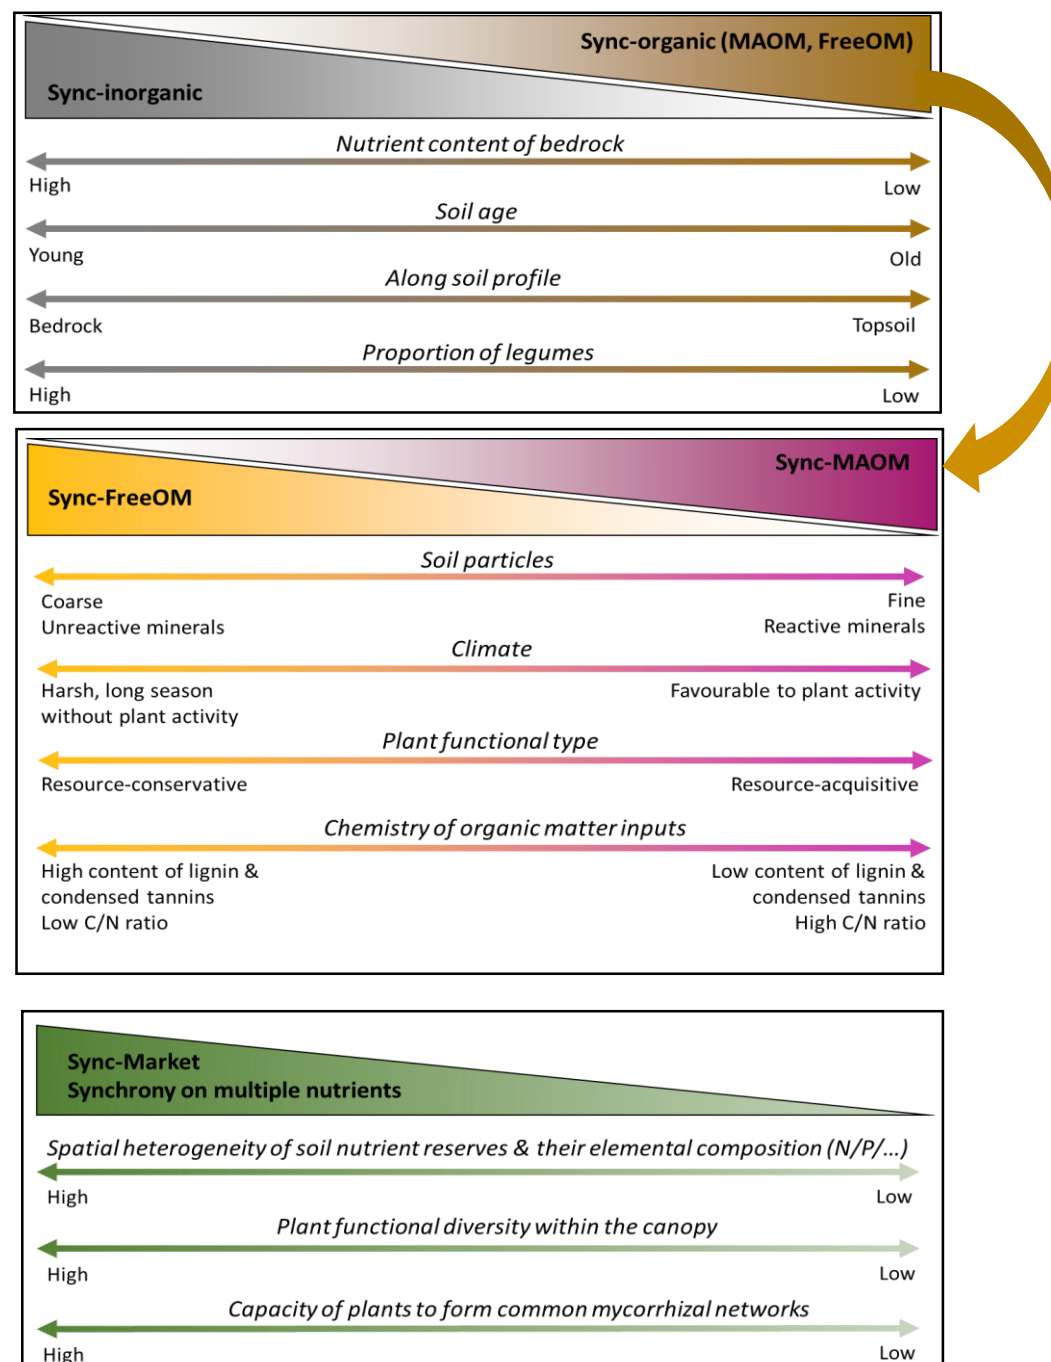 Sync-organic (MAOM, FreeOM)
Sync-inorganic
Nutrient content of bedrock
High
Low
Soil age
Young
Old
Along soil profile
Bedrock
Topsoil
Proportion of legumes
High
Low
Sync-MAOM
Sync-FreeOM
Soil particles
Coarse
Fine
Unreactive minerals
Reactive minerals
Climate
Harsh, long season
Favourable to plant activity
without plant activity
Plant functional type
Resource-conservative
Resource-acquisitive
Chemistry of organic matter inputs
High content of lignin &
Low content of lignin &
condensed tannins
condensed tannins
Low C/N ratio
High C/N ratio
Sync-Market
Synchrony on multiple nutrients
Spatial heterogeneity of soil nutrient reserves & their elemental composition (N/P/...)
High
Low
Plant functional diversity within the canopy
High
Low
Capacity of plants to form common mycorrhizal networks
High
Low